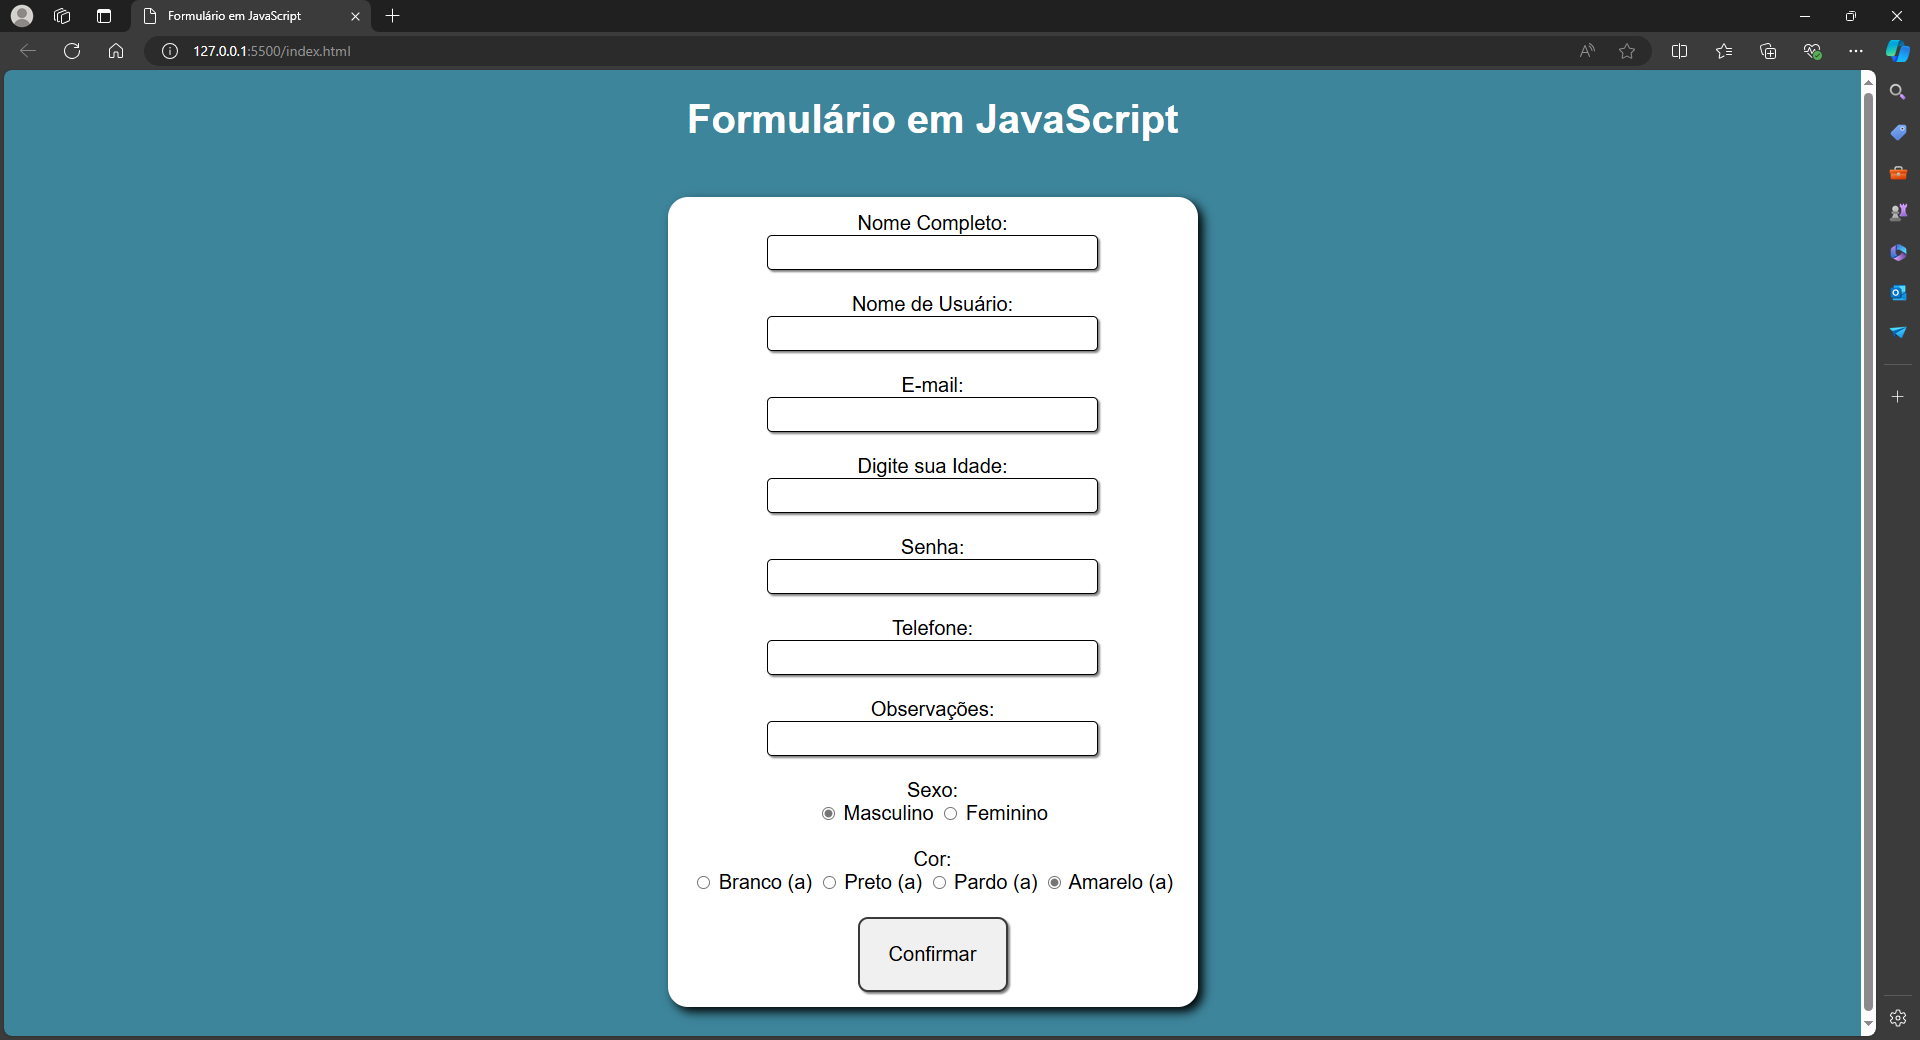 Formulário em JavaScript
127.0.0.1:5500/index.html
Formulário em JavaScript
Nome Completo:
Nome de Usuário:
E-mail:
Digite sua Idade:
Senha:
Telefone:
Observações:
Sexo:
Masculino Feminino
Cor:
Branco (a) Preto (a) Pardo (a) Amarelo (a)
Confirmar